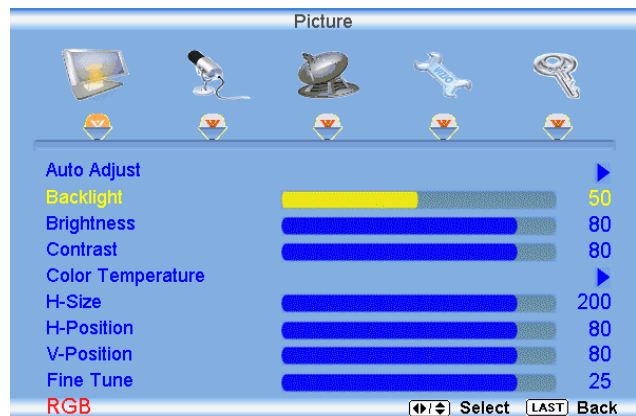 Picture
VIZIO
Auto Adjust
Backlight 50
Brightness 80
Contrast 80
Color Temperature
H-Size 200
H-Position 80
V-Position 80
Fine Tune 25
RGB Select LAST Back